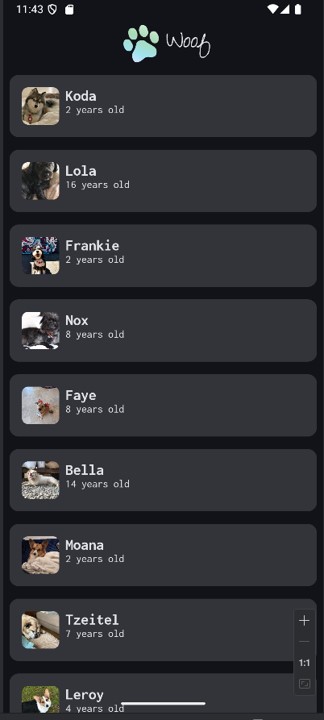 11:43
Woof
Koda
2 years old
Lola
16 years old
Frankie
2 years old
Nox
8 years old
Faye
8 years old
Bella
14 years old
Moana
2 years old
Tzeitel
7 years old
1:1
Leroy
4 years old